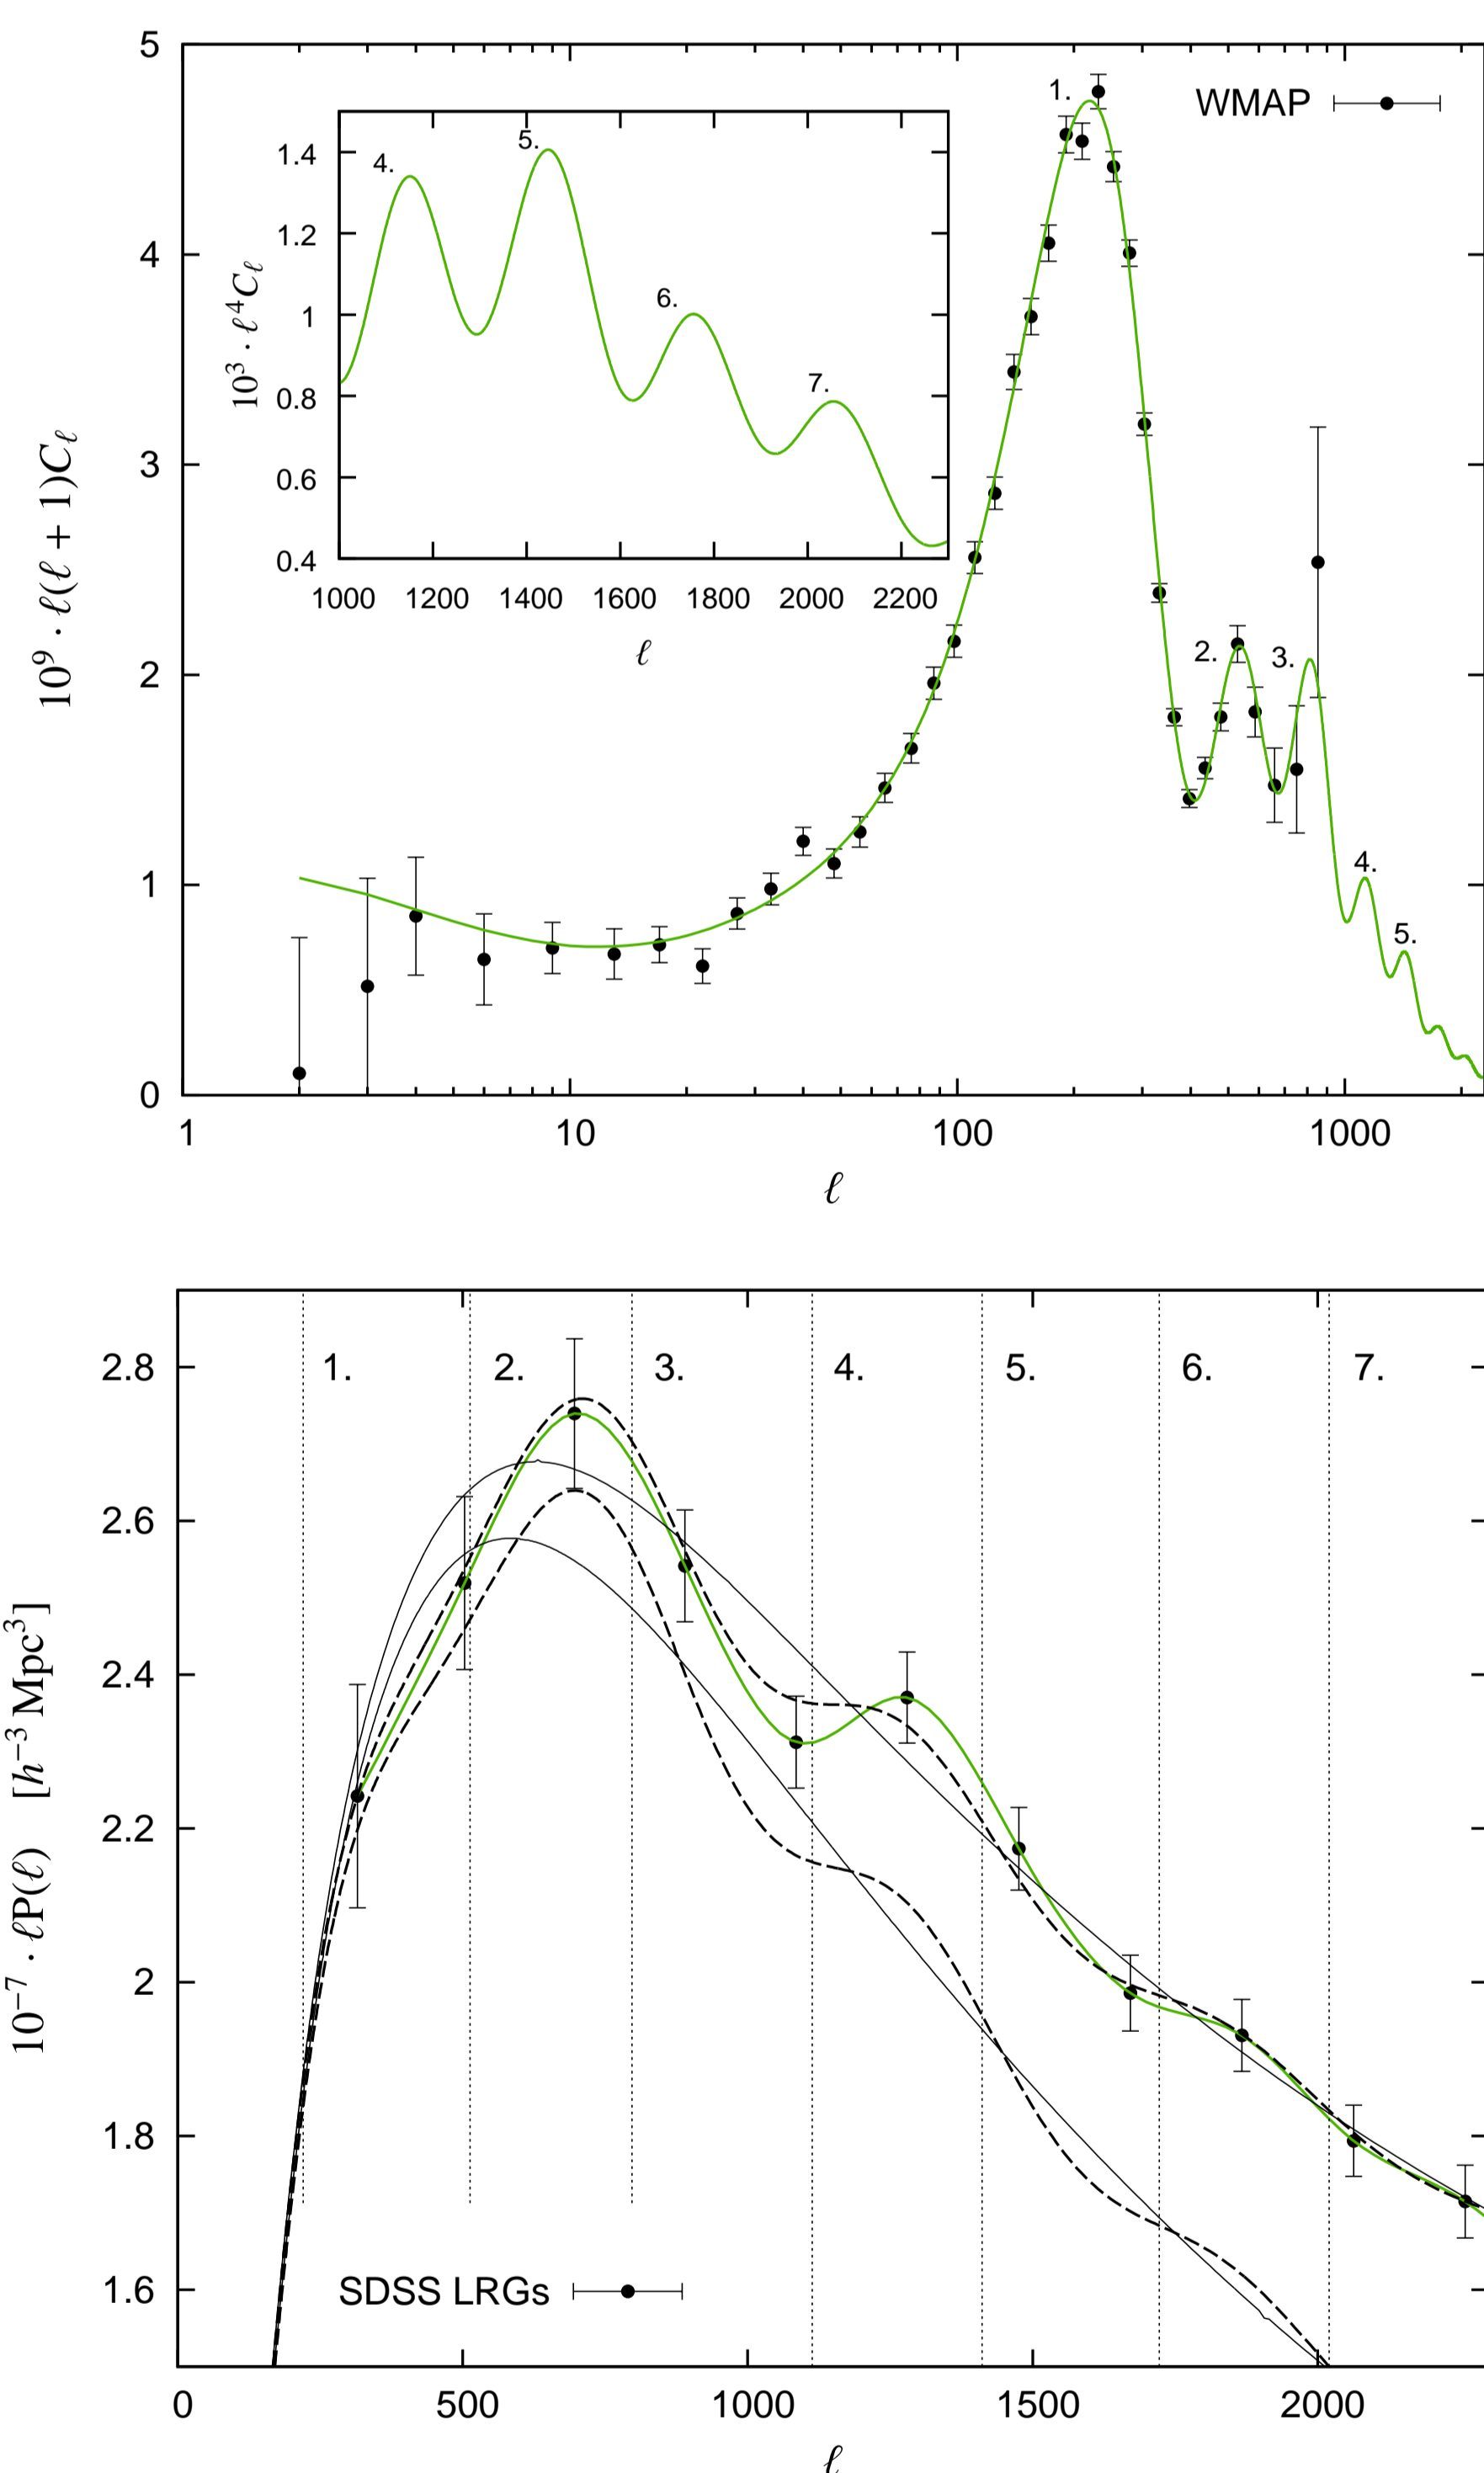 5
4
3
2
1
0
10⁹ · ℓ(ℓ + 1)Cℓ
1 10 100 1000
ℓ
WMAP
1.
2.
3.
4.
5.
1.4
1.2
1
0.8
0.6
0.4
10³ · ℓ⁴Cℓ
1000 1200 1400 1600 1800 2000 2200
ℓ
4.
5.
6.
7.
2.8
2.6
2.4
2.2
2
1.8
1.6
10⁻⁷ · ℓP(ℓ) [h⁻³ Mpc³]
1. 2. 3. 4. 5. 6. 7.
SDSS LRGs
0 500 1000 1500 2000
ℓ